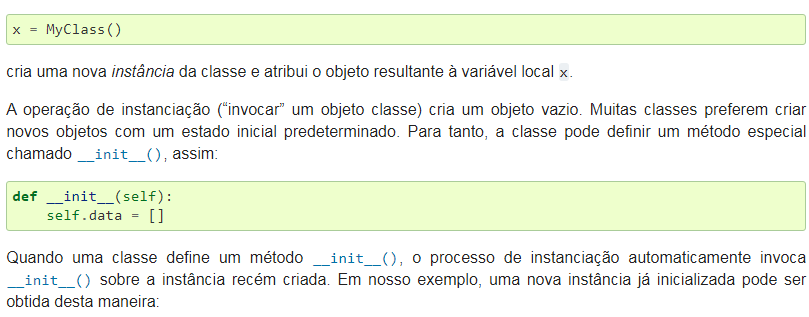 x = MyClass()
cria uma nova instância da classe e atribui o objeto resultante à variável local x.
A operação de instanciação (“invocar” um objeto classe) cria um objeto vazio. Muitas classes preferem criar
novos objetos com um estado inicial predeterminado. Para tanto, a classe pode definir um método especial
chamado __init__(), assim:
def __init__(self):
    self.data = []
Quando uma classe define um método __init__(), o processo de instanciação automaticamente invoca
__init__() sobre a instância recém criada. Em nosso exemplo, uma nova instância já inicializada pode ser
obtida desta maneira: